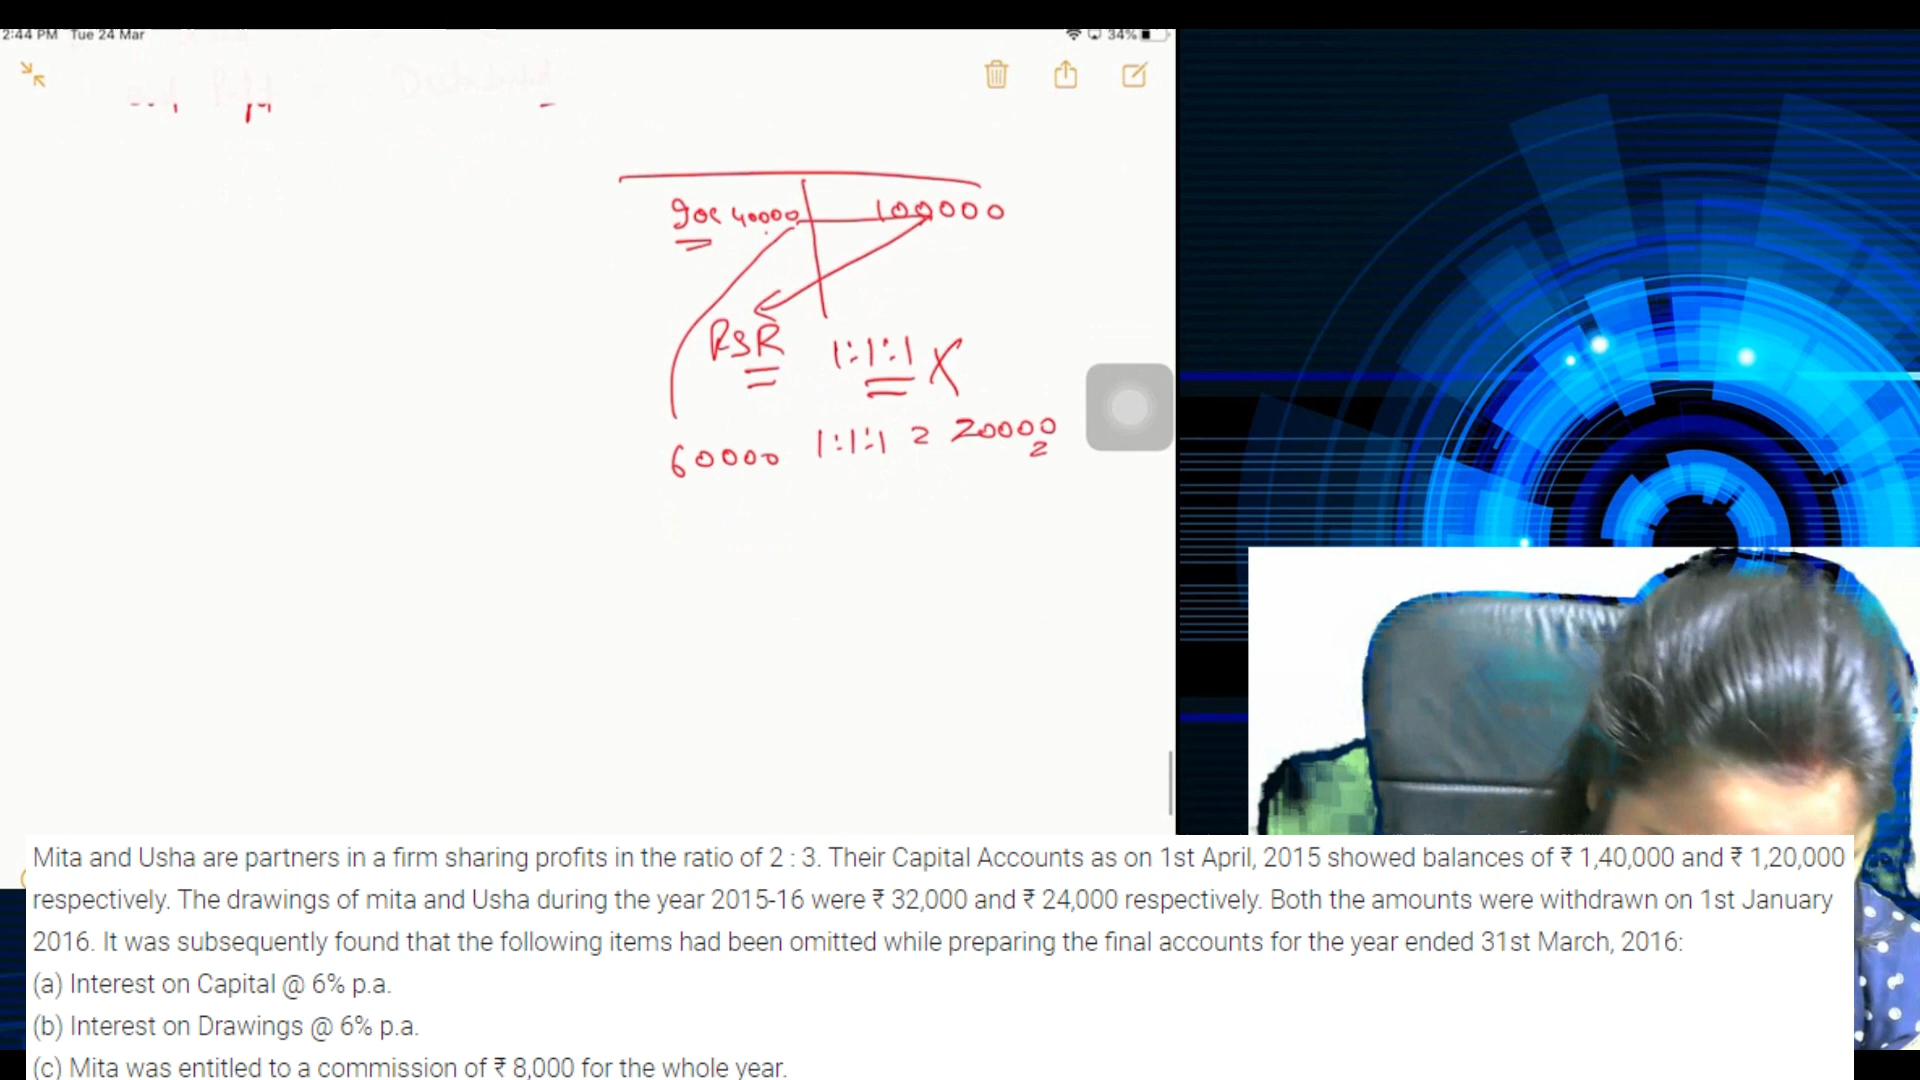 2:44 PM Tue 24 Mar
34%
40000 100000
RSR 1:1:1 X
60000 1:1:1 = 20000
Mita and Usha are partners in a firm sharing profits in the ratio of 2 : 3. Their Capital Accounts as on 1st April, 2015 showed balances of ₹ 1,40,000 and ₹ 1,20,000
respectively. The drawings of mita and Usha during the year 2015-16 were ₹ 32,000 and ₹ 24,000 respectively. Both the amounts were withdrawn on 1st January
2016. It was subsequently found that the following items had been omitted while preparing the final accounts for the year ended 31st March, 2016:
(a) Interest on Capital @ 6% p.a.
(b) Interest on Drawings @ 6% p.a.
(c) Mita was entitled to a commission of ₹ 8,000 for the whole year.